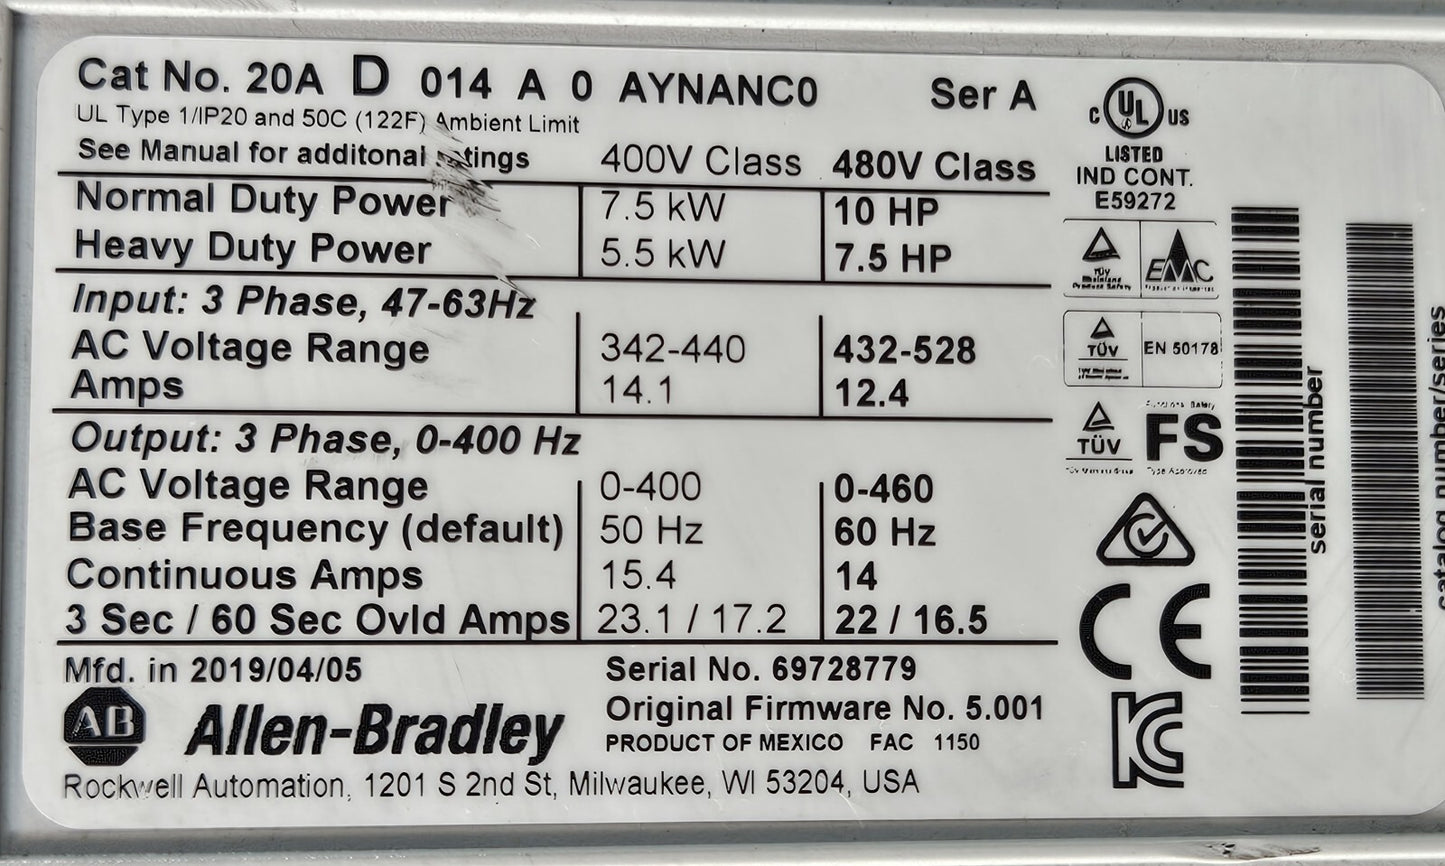 Cat No. 20A D 014 A 0 AYNANC0 Ser A
UL Type 1/IP20 and 50C (122F) Ambient Limit
See Manual for additonal ratings 400V Class 480V Class
Normal Duty Power 7.5 kW 10 HP
Heavy Duty Power 5.5 kW 7.5 HP
Input: 3 Phase, 47-63Hz
AC Voltage Range 342-440 432-528
Amps 14.1 12.4
Output: 3 Phase, 0-400 Hz
AC Voltage Range 0-400 0-460
Base Frequency (default) 50 Hz 60 Hz
Continuous Amps 15.4 14
3 Sec / 60 Sec Ovld Amps 23.1 / 17.2 22 / 16.5
Mfd. in 2019/04/05 Serial No. 69728779
Original Firmware No. 5.001
PRODUCT OF MEXICO FAC 1150
AB Allen-Bradley
Rockwell Automation, 1201 S 2nd St, Milwaukee, WI 53204, USA
C UL US
LISTED
IND CONT.
E59272
TÜV EMC
TÜV EN 50178
TÜV FS
Type Approved
CE
KC
serial number
catalog number/series